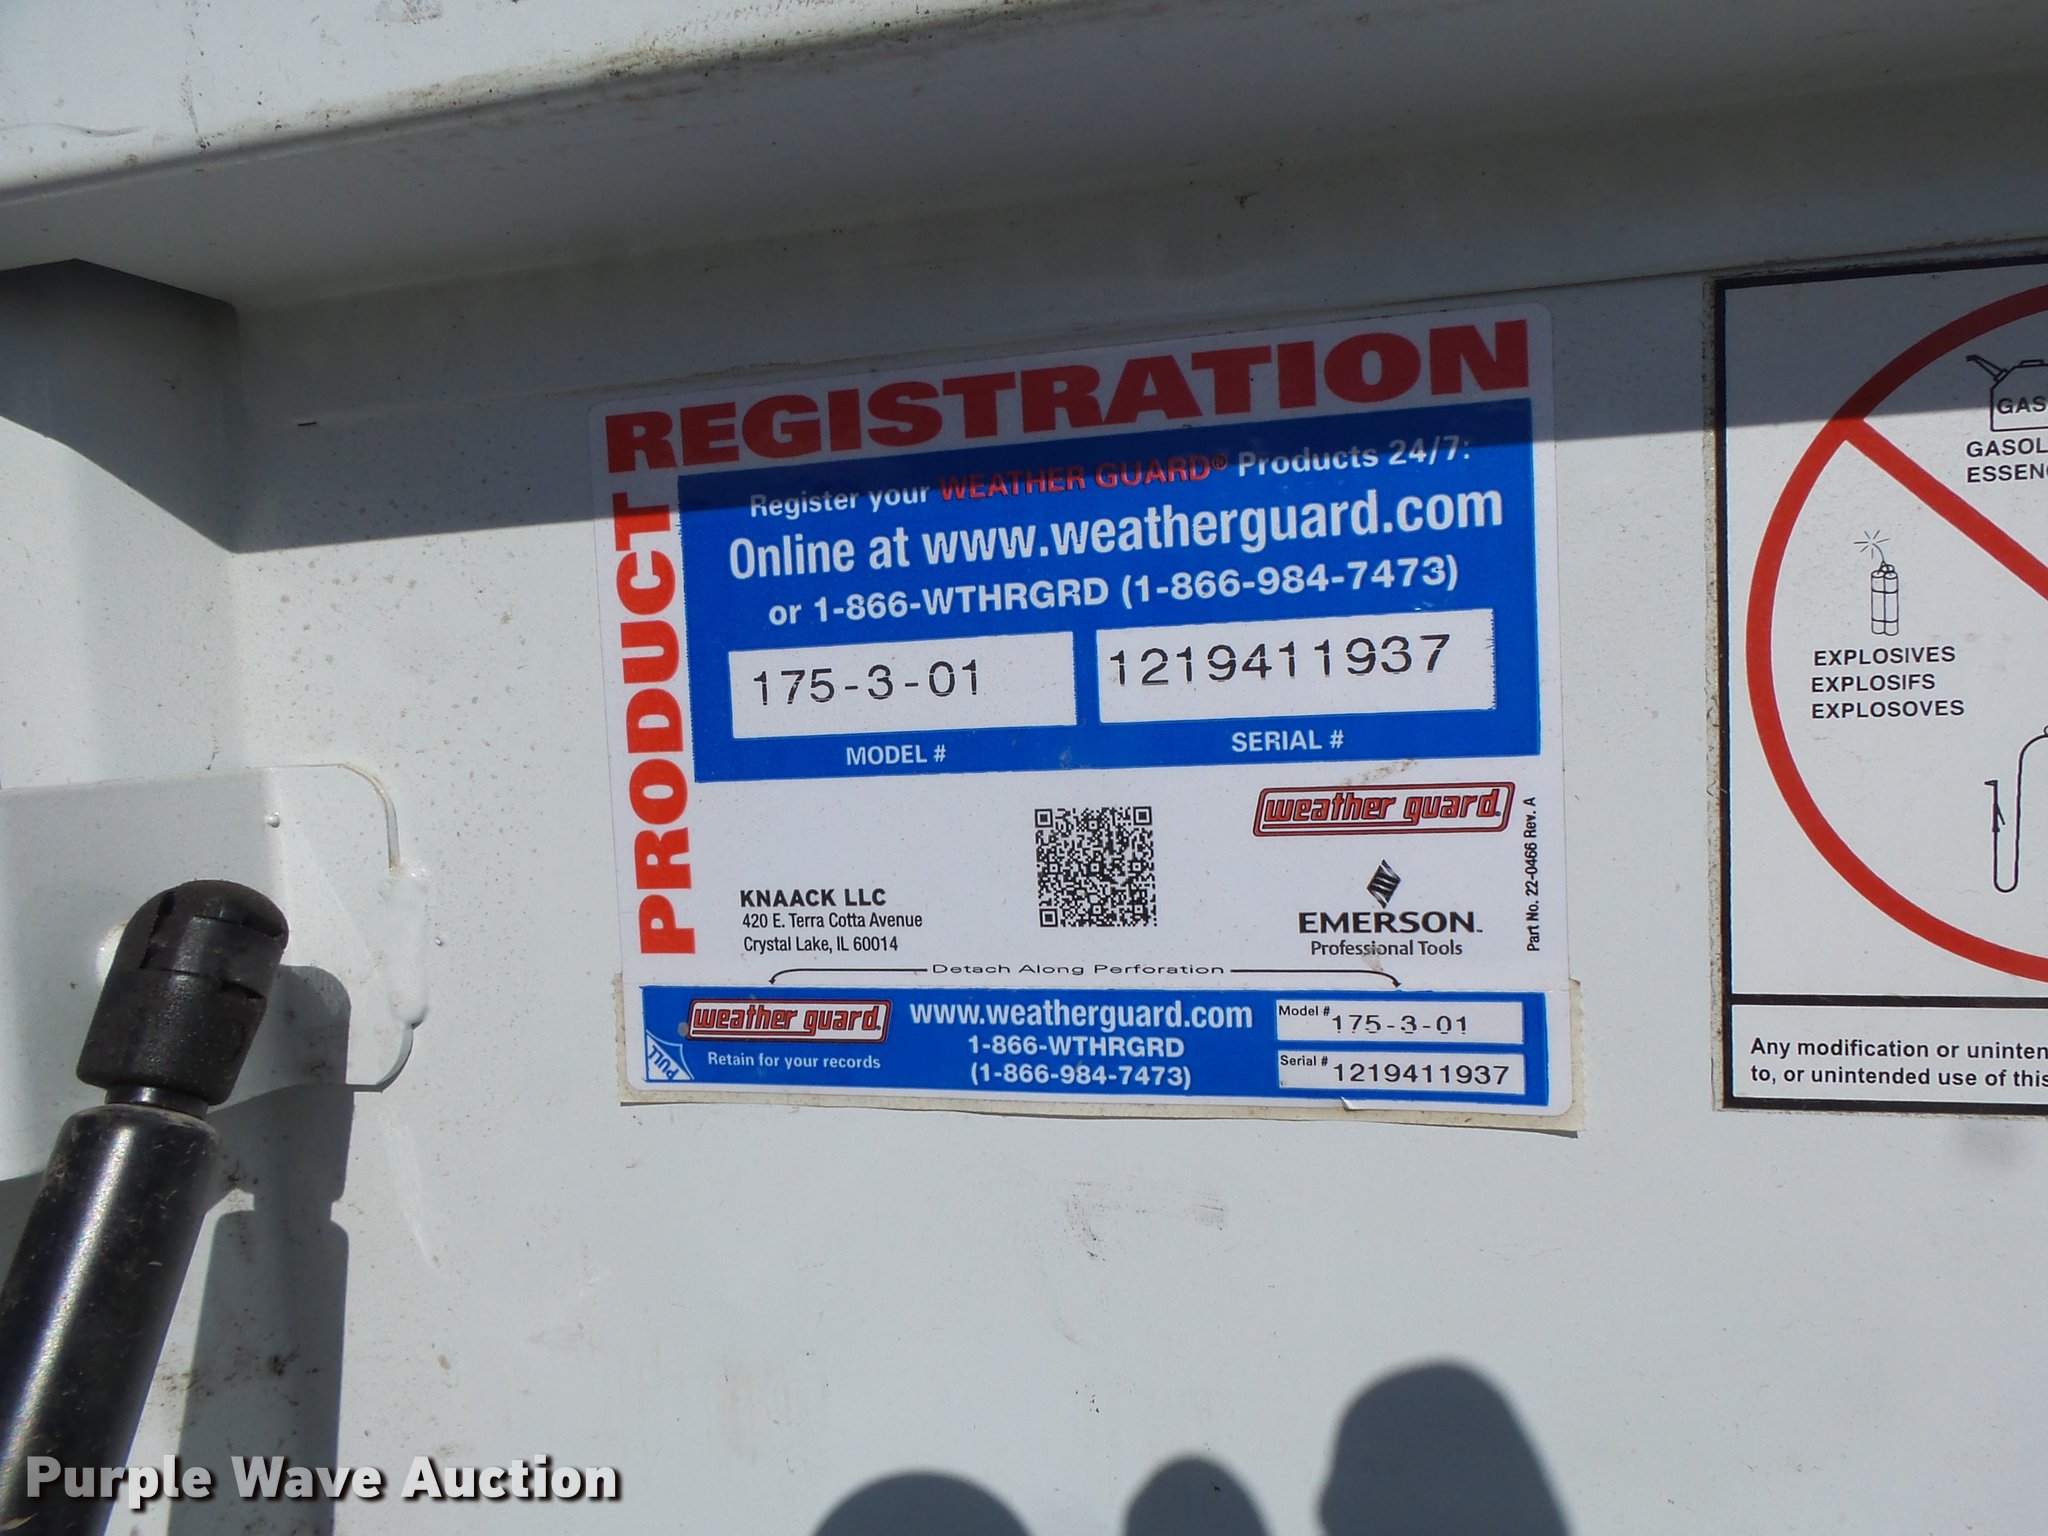 PRODUCT REGISTRATION
Register your WEATHER GUARD® Products 24/7:
Online at www.weatherguard.com
or 1-866-WTHRGRD (1-866-984-7473)
175-3-01
1219411937
MODEL #
SERIAL #
weather guard.
KNAACK LLC
420 E. Terra Cotta Avenue
Crystal Lake, IL 60014
EMERSON™
Professional Tools
Part No. 22-0466 Rev. A
Detach Along Perforation
PULL
weather guard.
Retain for your records
www.weatherguard.com
1-866-WTHRGRD
(1-866-984-7473)
Model # 175-3-01
Serial # 1219411937
GAS
GASOL
ESSENC
EXPLOSIVES
EXPLOSIFS
EXPLOSOVES
Any modification or uninten
to, or unintended use of this
Purple Wave Auction